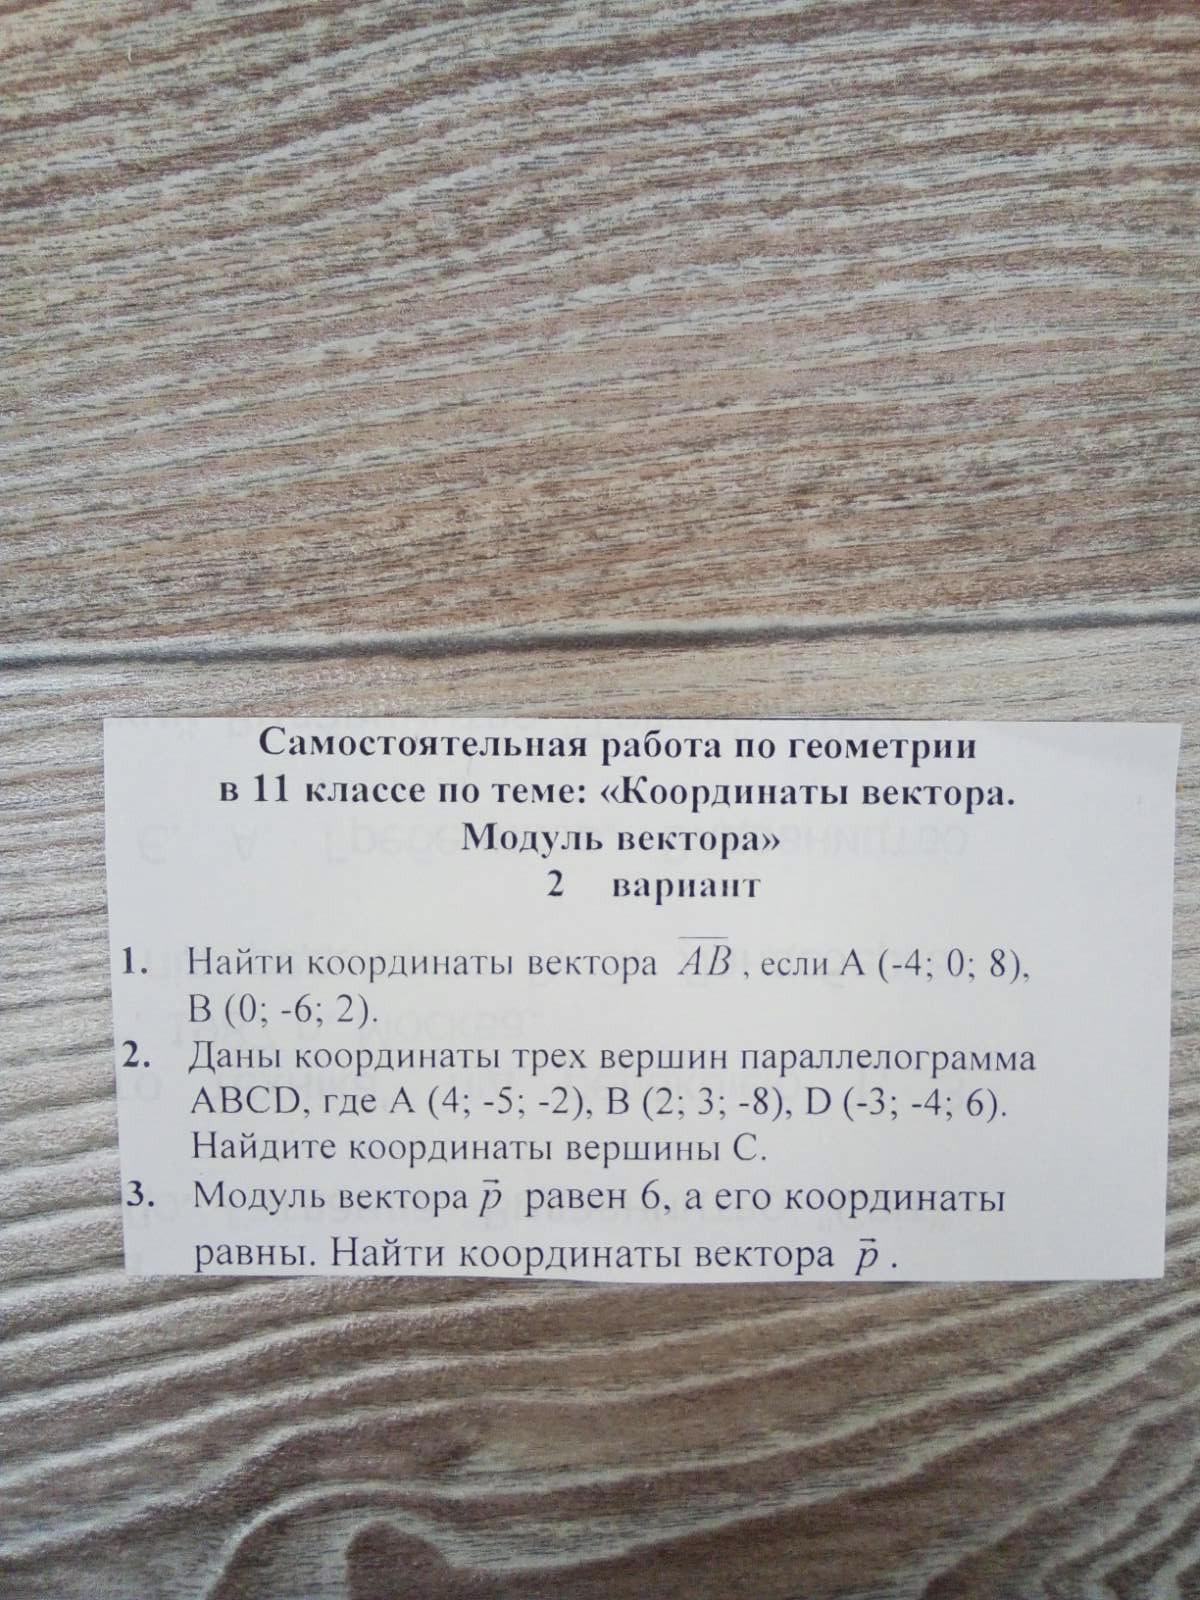 Самостоятельная работа по геометрии
в 11 классе по теме: «Координаты вектора.
Модуль вектора»
2 вариант
1. Найти координаты вектора AB , если А (-4; 0; 8),
В (0; -6; 2).
2. Даны координаты трех вершин параллелограмма
ABCD, где А (4; -5; -2), В (2; 3; -8), D (-3; -4; 6).
Найдите координаты вершины С.
3. Модуль вектора p⃗ равен 6, а его координаты
равны. Найти координаты вектора p⃗ .